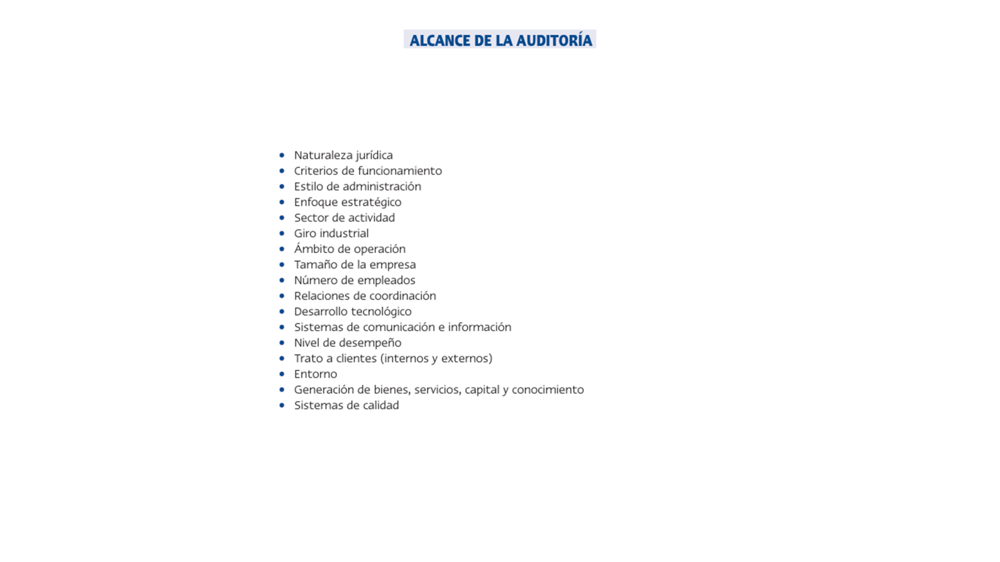 ALCANCE DE LA AUDITORÍA
• Naturaleza jurídica
• Criterios de funcionamiento
• Estilo de administración
• Enfoque estratégico
• Sector de actividad
• Giro industrial
• Ámbito de operación
• Tamaño de la empresa
• Número de empleados
• Relaciones de coordinación
• Desarrollo tecnológico
• Sistemas de comunicación e información
• Nivel de desempeño
• Trato a clientes (internos y externos)
• Entorno
• Generación de bienes, servicios, capital y conocimiento
• Sistemas de calidad